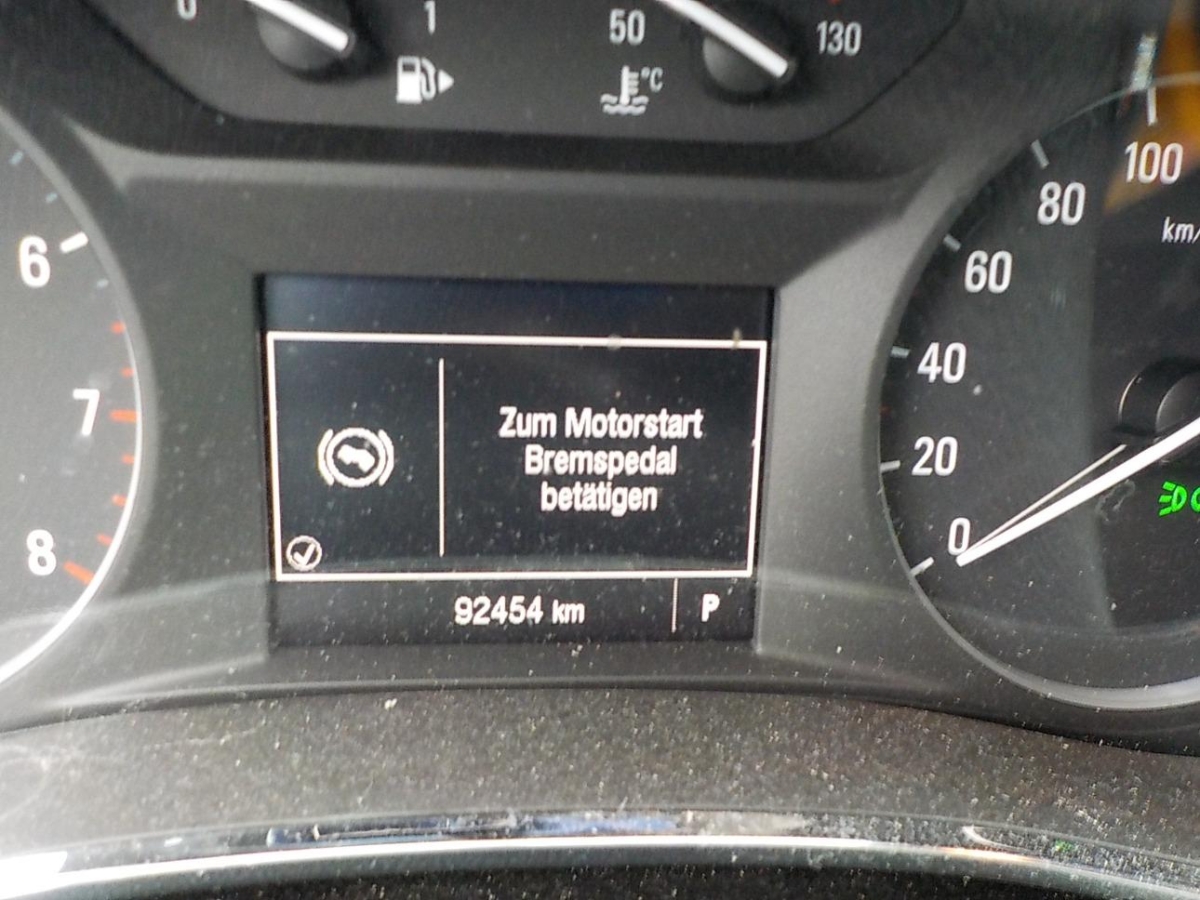 0 1 50 130
°C
100
80
km/
6
60
7
40
20
8
0
Zum Motorstart
Bremspedal
betätigen
92454 km P